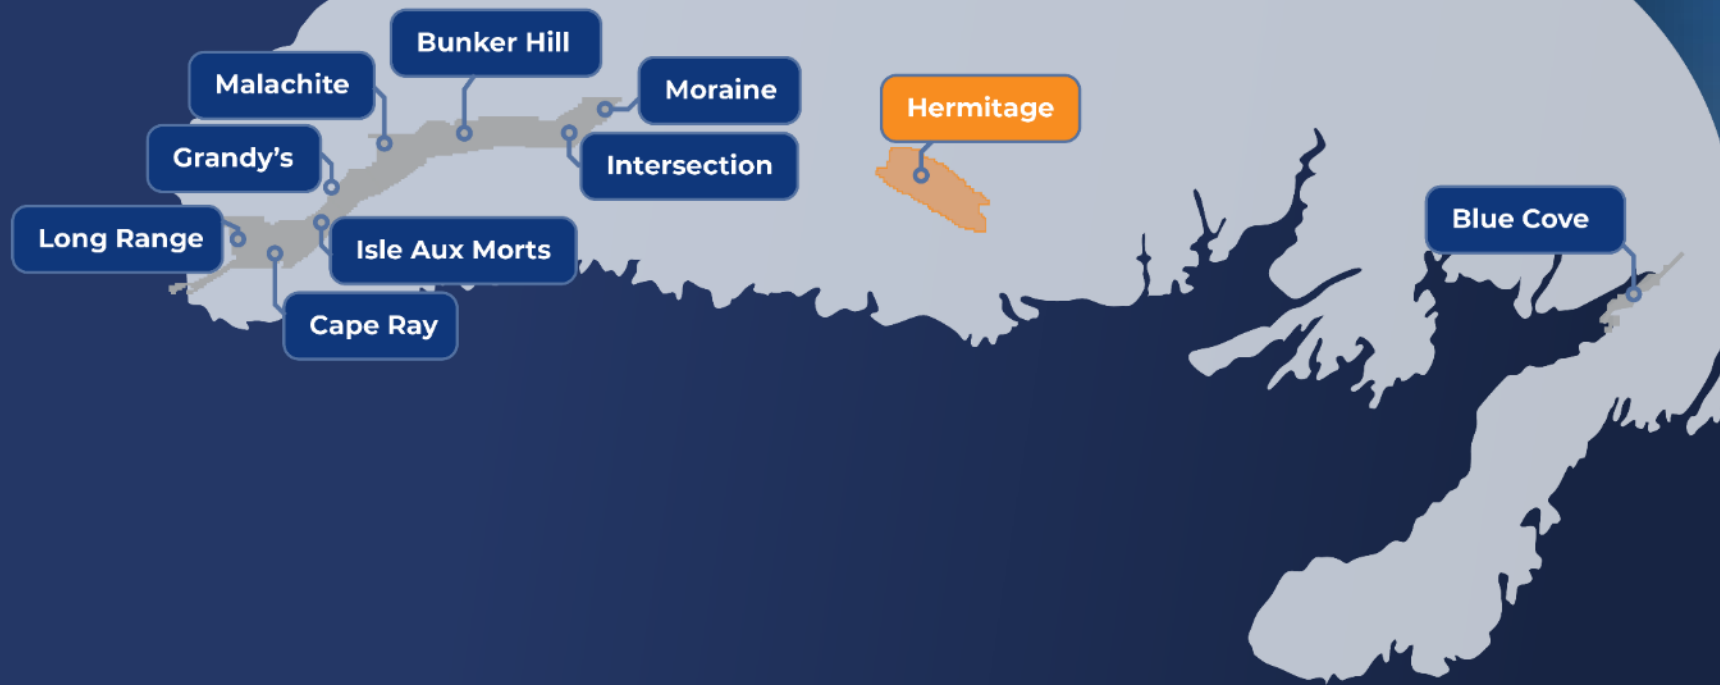 Bunker Hill
Malachite
Moraine
Hermitage
Grandy's
Intersection
Long Range
Isle Aux Morts
Blue Cove
Cape Ray